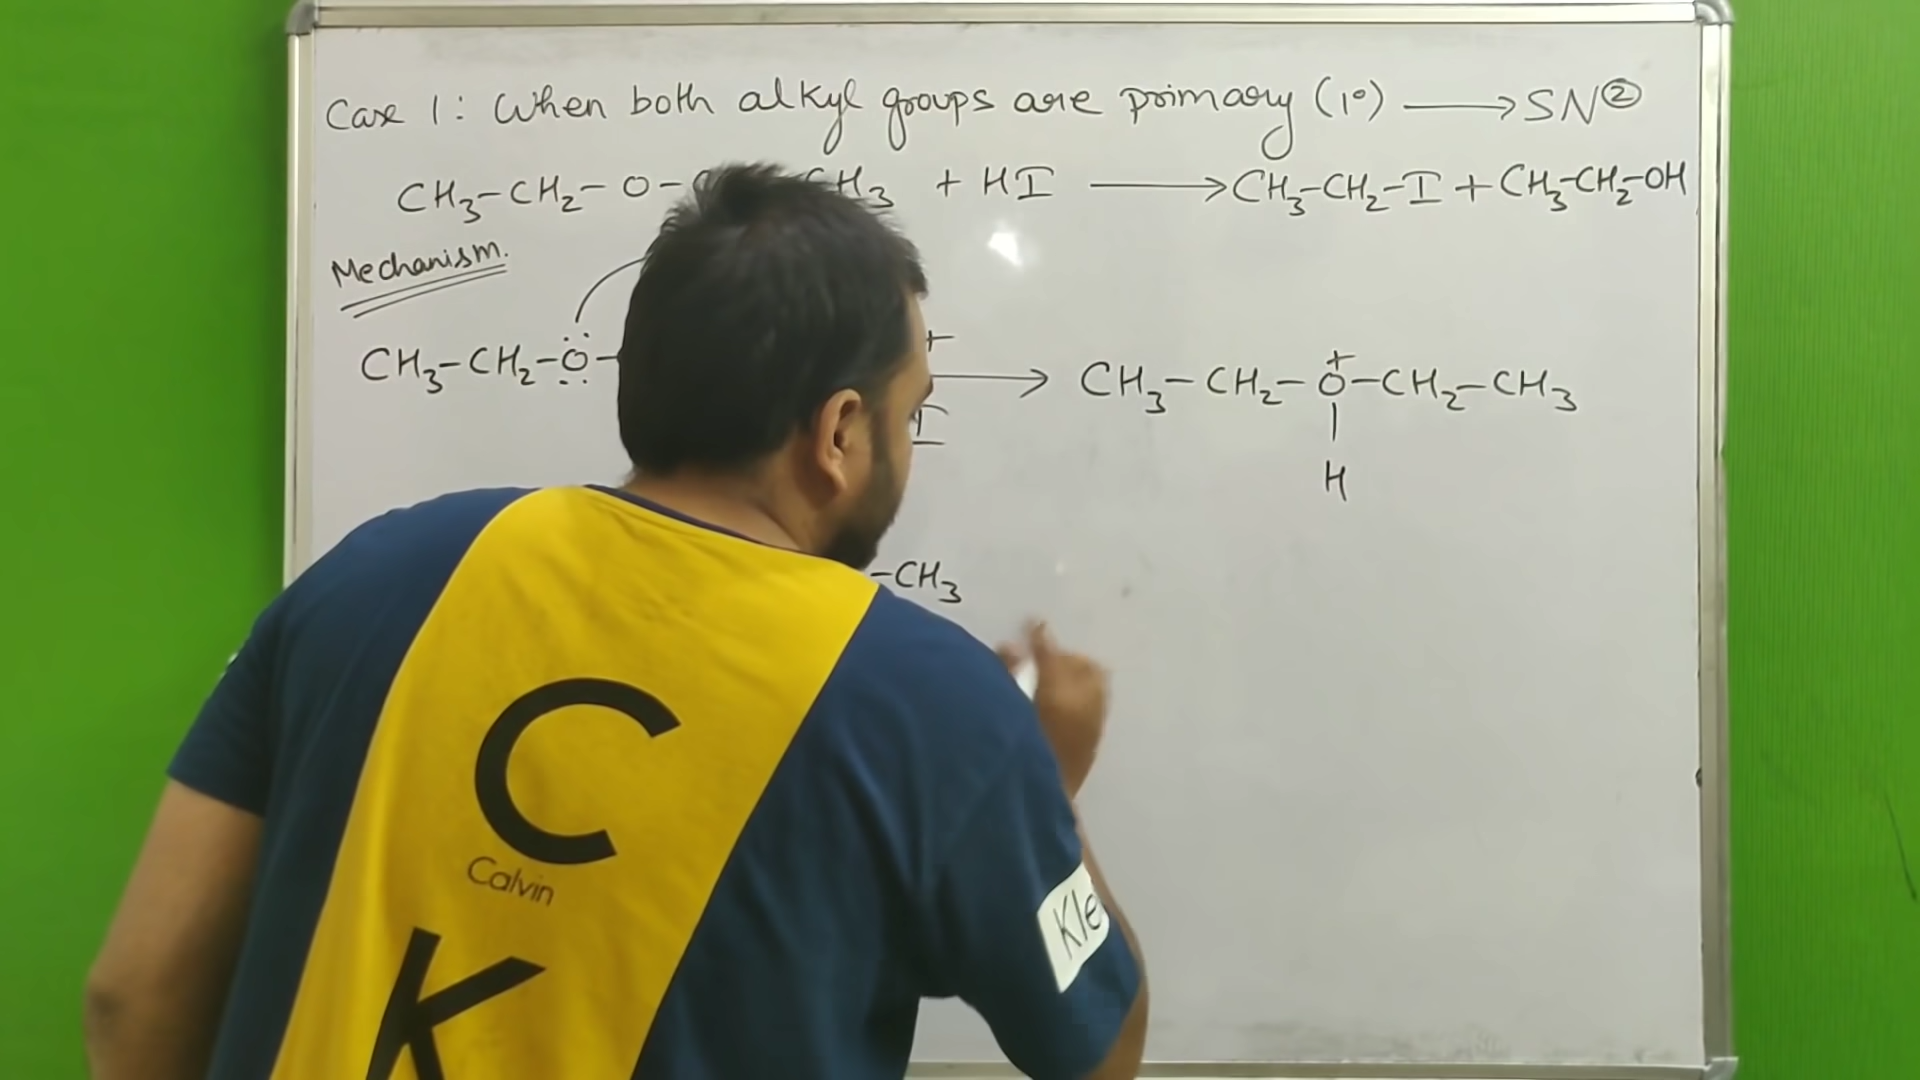 Case 1: When both alkyl groups are primary (1°) ⟶ SN②
CH₃-CH₂-O- CH₃ + HI ⟶ CH₃-CH₂-I + CH₃-CH₂-OH
Mechanism.
CH₃-CH₂-Ö- + I ⟶ CH₃-CH₂-O⁺-CH₂-CH₃
H
-CH₃
C
Calvin
K
Kle